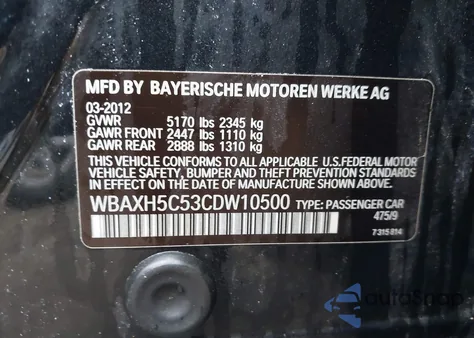 MFD BY BAYERISCHE MOTOREN WERKE AG
03-2012
GVWR 5170 lbs 2345 kg
GAWR FRONT 2447 lbs 1110 kg
GAWR REAR 2888 lbs 1310 kg
THIS VEHICLE CONFORMS TO ALL APPLICABLE U.S.FEDERAL MOTOR
VEHICLE SAFETY, BUMPER AND THEFT PREVENTION STANDARDS
IN EFFECT ON THE DATE OF MANUFACTURE SHOWN ABOVE.
WBAXH5C53CDW10500 TYPE: PASSENGER CAR
475/9
7 315 814
autoSnap